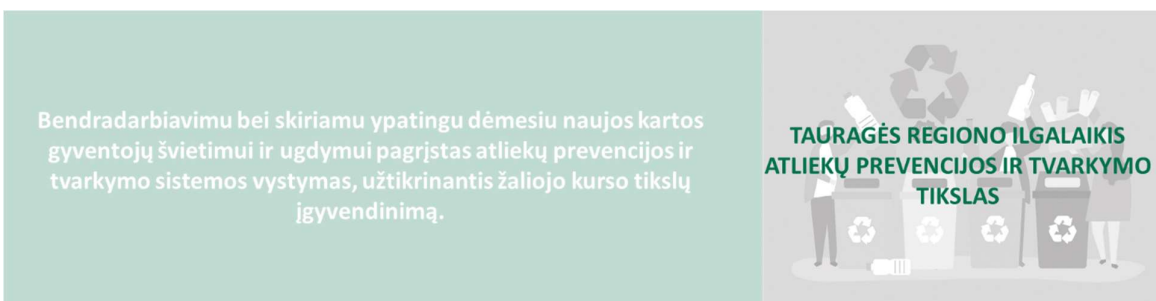 Bendradarbiavimu bei skiriamu ypatingu dėmesiu naujos kartos
gyventojų švietimui ir ugdymui pagrįstas atliekų prevencijos ir
tvarkymo sistemos vystymas, užtikrinantis žaliojo kurso tikslų
įgyvendinimą.
TAURAGĖS REGIONO ILGALAIKIS
ATLIEKŲ PREVENCIJOS IR TVARKYMO
TIKSLAS